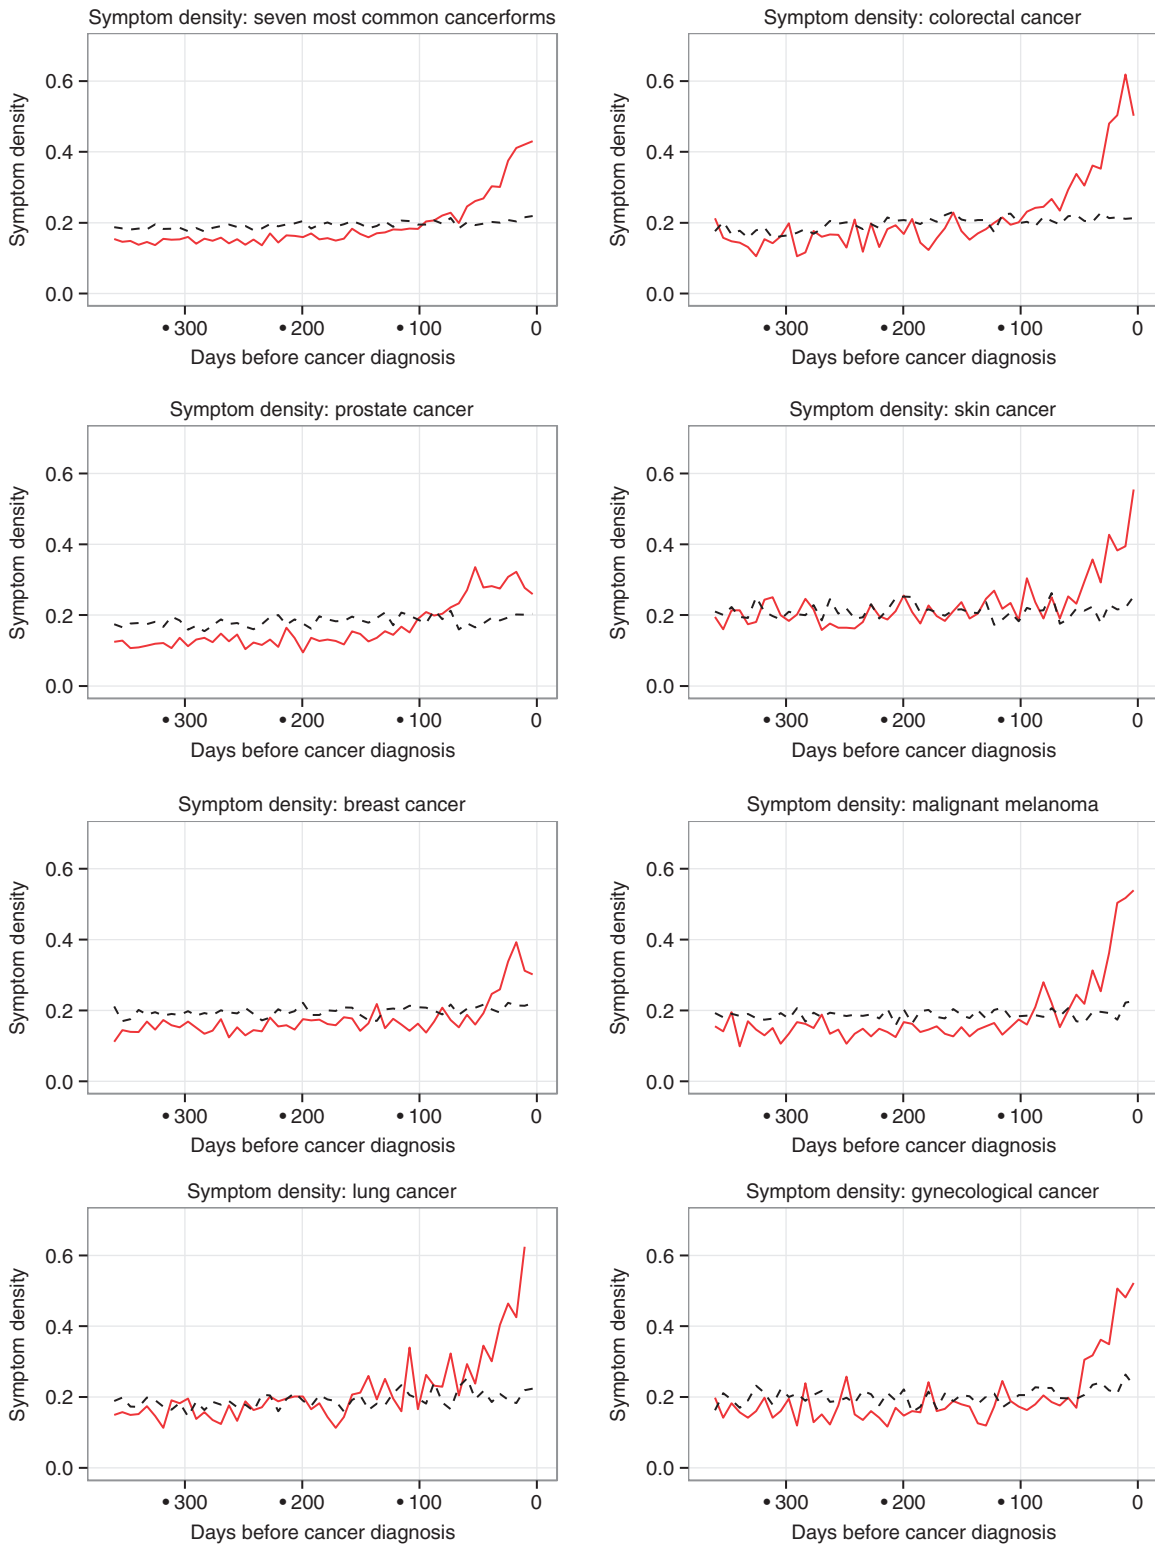 Symptom density: seven most common cancerforms
Symptom density
0.6
0.4
0.2
0.0
•300 •200 •100 0
Days before cancer diagnosis
Symptom density: colorectal cancer
Symptom density
0.6
0.4
0.2
0.0
•300 •200 •100 0
Days before cancer diagnosis
Symptom density: prostate cancer
Symptom density
0.6
0.4
0.2
0.0
•300 •200 •100 0
Days before cancer diagnosis
Symptom density: skin cancer
Symptom density
0.6
0.4
0.2
0.0
•300 •200 •100 0
Days before cancer diagnosis
Symptom density: breast cancer
Symptom density
0.6
0.4
0.2
0.0
•300 •200 •100 0
Days before cancer diagnosis
Symptom density: malignant melanoma
Symptom density
0.6
0.4
0.2
0.0
•300 •200 •100 0
Days before cancer diagnosis
Symptom density: lung cancer
Symptom density
0.6
0.4
0.2
0.0
•300 •200 •100 0
Days before cancer diagnosis
Symptom density: gynecological cancer
Symptom density
0.6
0.4
0.2
0.0
•300 •200 •100 0
Days before cancer diagnosis